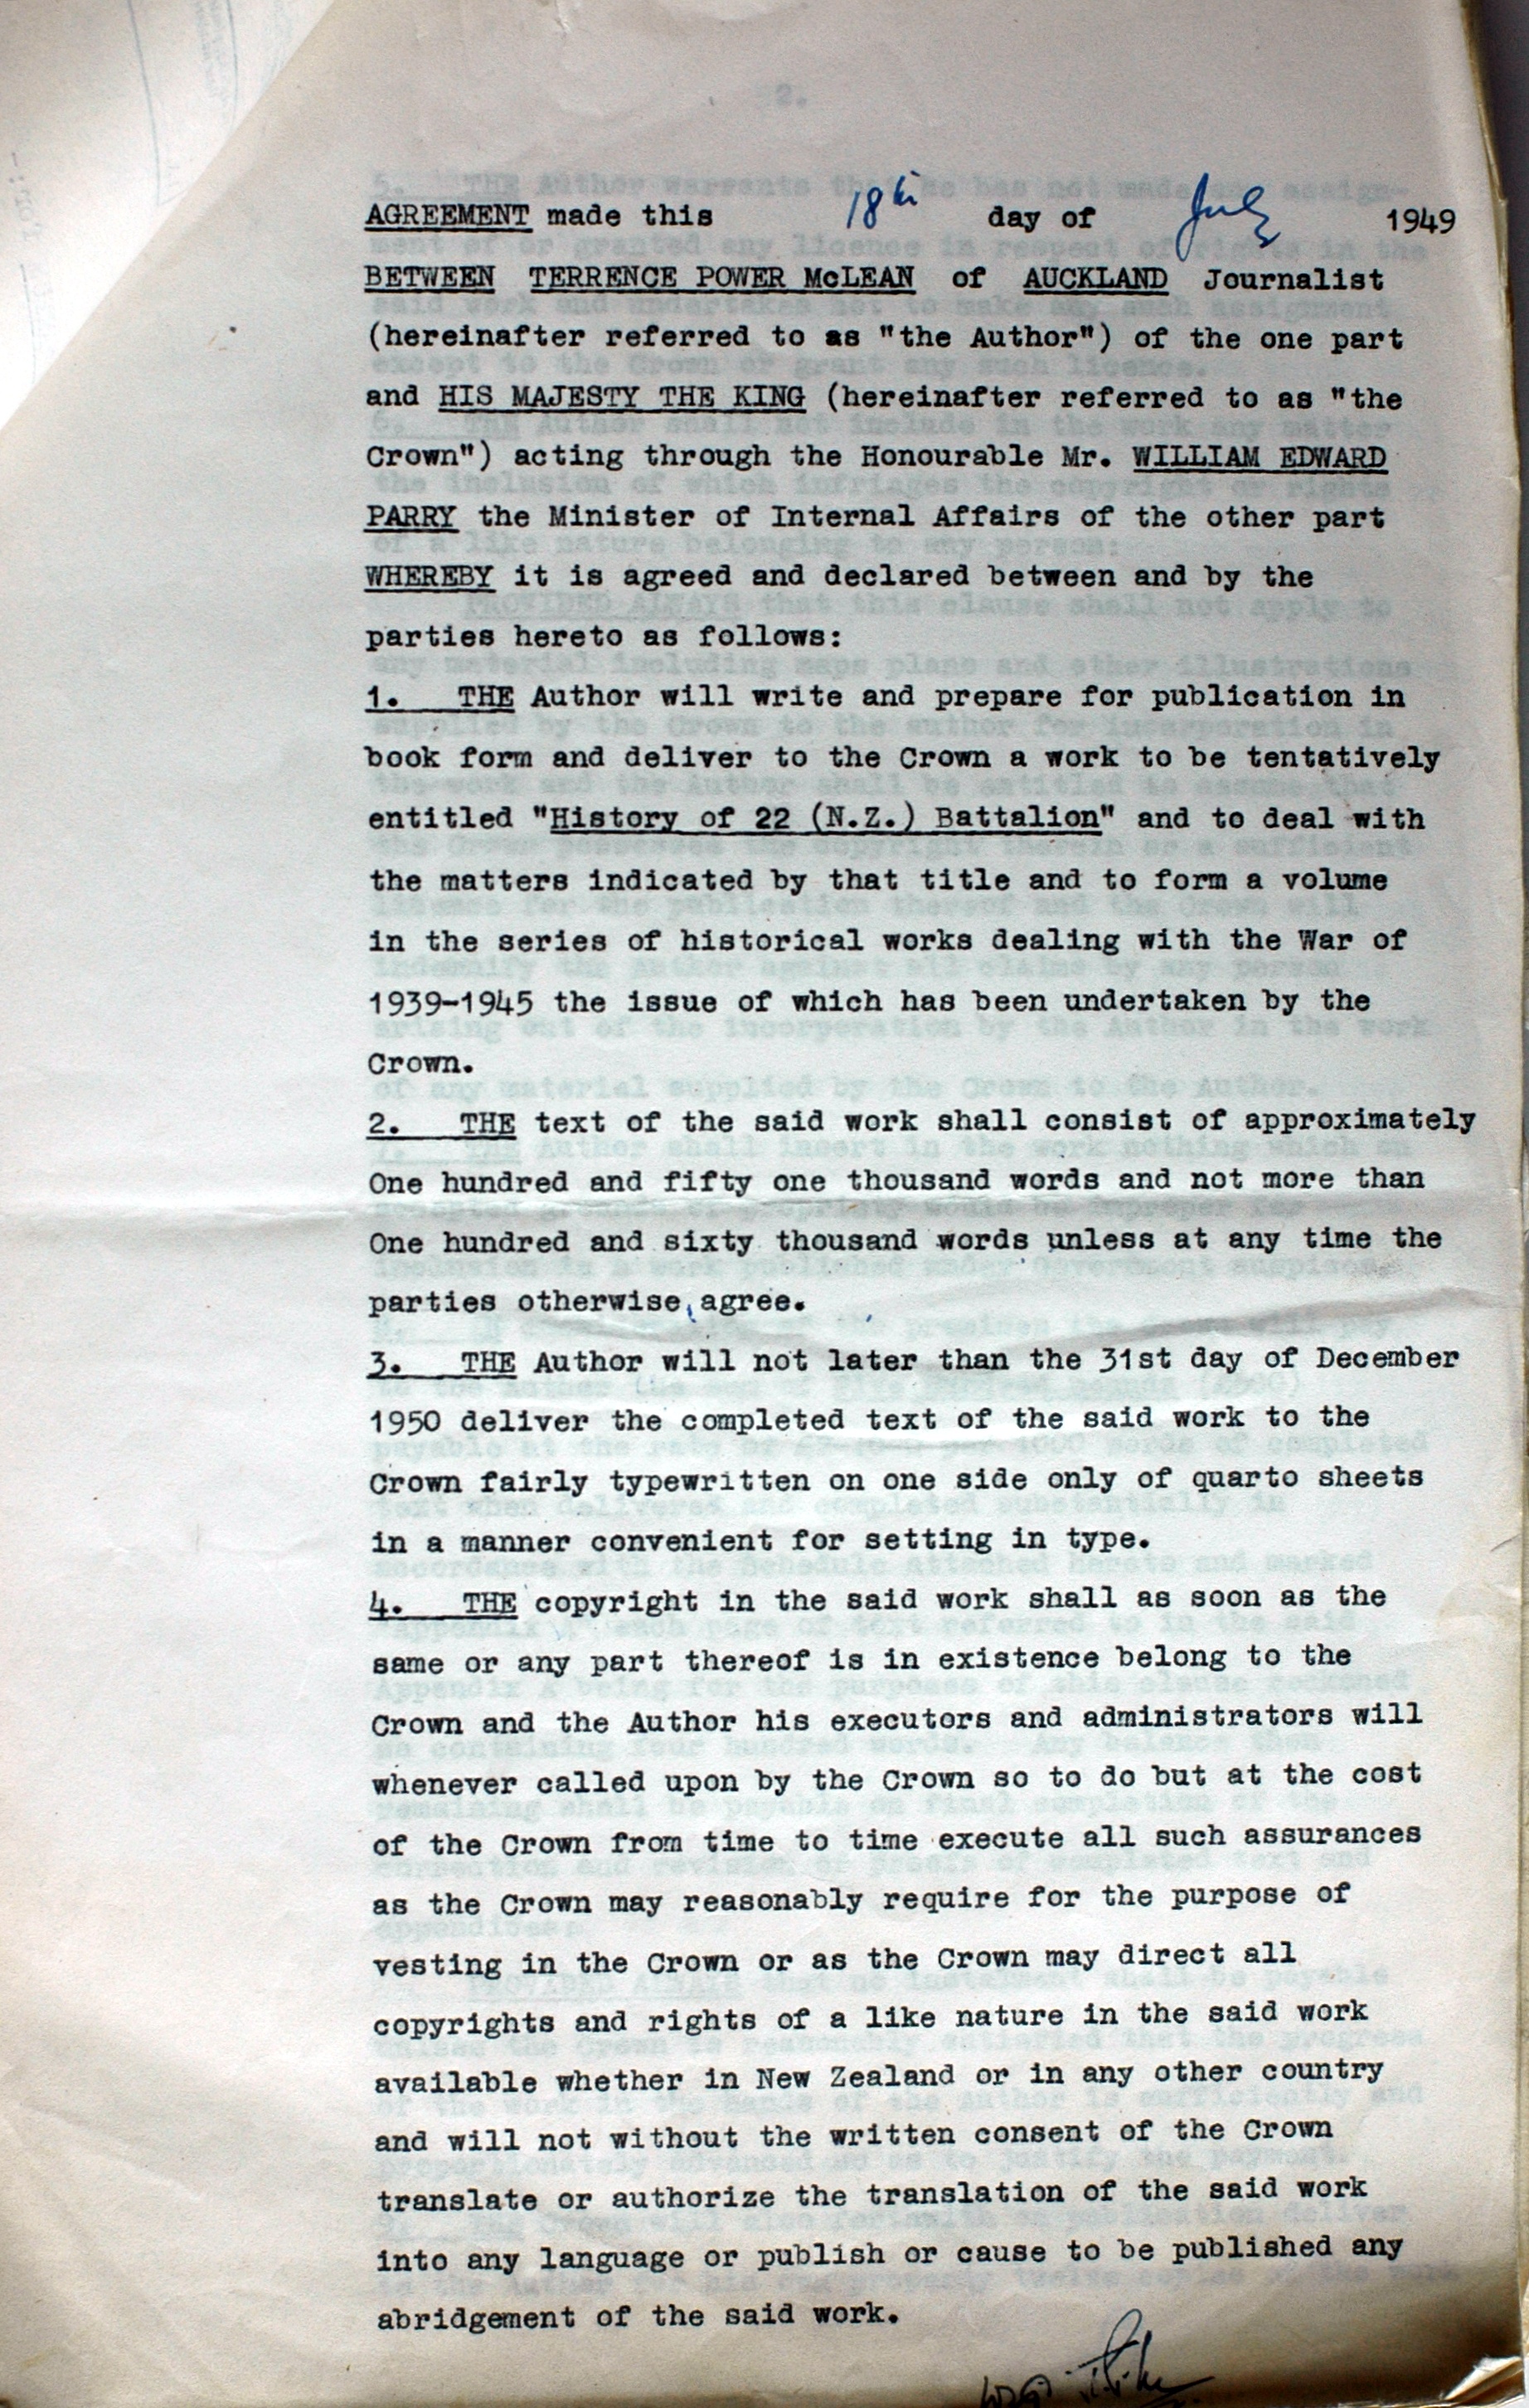 2.
AGREEMENT made this 18th day of July 1949
BETWEEN TERRENCE POWER McLEAN of AUCKLAND Journalist
(hereinafter referred to as "the Author") of the one part
and HIS MAJESTY THE KING (hereinafter referred to as "the
Crown") acting through the Honourable Mr. WILLIAM EDWARD
PARRY the Minister of Internal Affairs of the other part
WHEREBY it is agreed and declared between and by the
parties hereto as follows:
1. THE Author will write and prepare for publication in
book form and deliver to the Crown a work to be tentatively
entitled "History of 22 (N.Z.) Battalion" and to deal with
the matters indicated by that title and to form a volume
in the series of historical works dealing with the War of
1939-1945 the issue of which has been undertaken by the
Crown.
2. THE text of the said work shall consist of approximately
One hundred and fifty one thousand words and not more than
One hundred and sixty thousand words unless at any time the
parties otherwise agree.
3. THE Author will not later than the 31st day of December
1950 deliver the completed text of the said work to the
Crown fairly typewritten on one side only of quarto sheets
in a manner convenient for setting in type.
4. THE copyright in the said work shall as soon as the
same or any part thereof is in existence belong to the
Crown and the Author his executors and administrators will
whenever called upon by the Crown so to do but at the cost
of the Crown from time to time execute all such assurances
as the Crown may reasonably require for the purpose of
vesting in the Crown or as the Crown may direct all
copyrights and rights of a like nature in the said work
available whether in New Zealand or in any other country
and will not without the written consent of the Crown
translate or authorize the translation of the said work
into any language or publish or cause to be published any
abridgement of the said work.